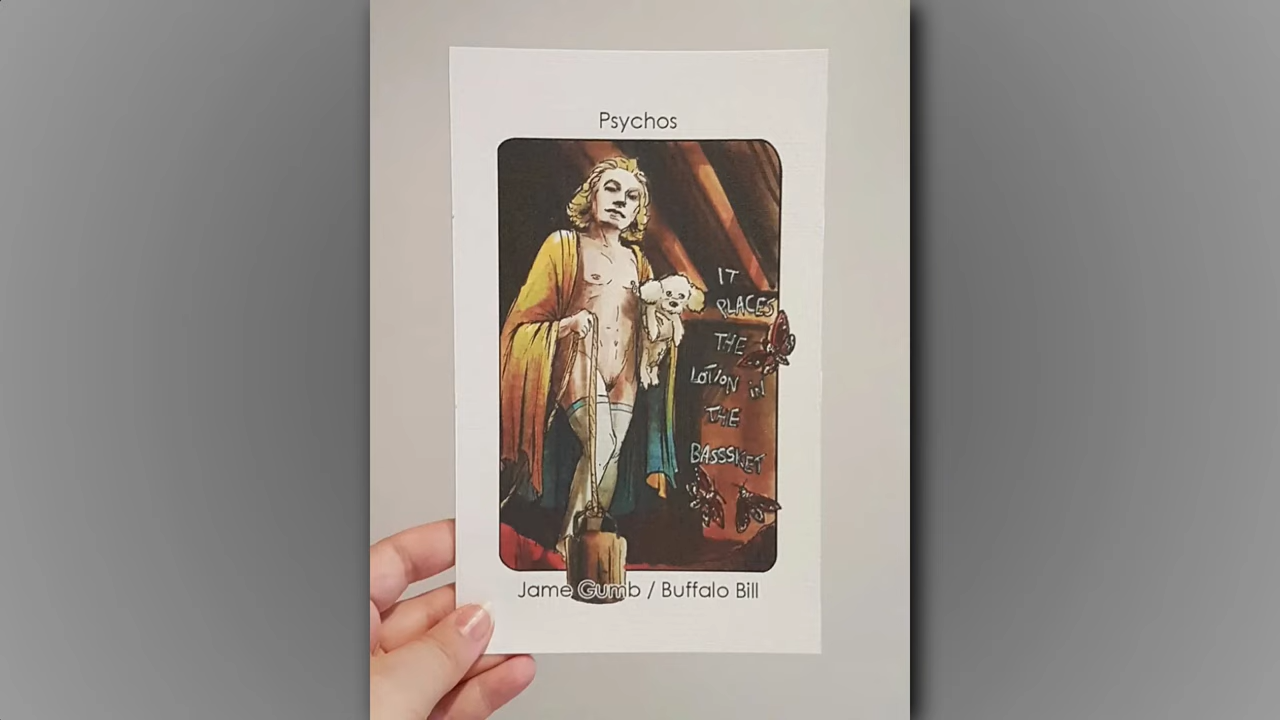 Psychos
IT
PLACES
THE
LOTION in
THE
BASSSKET
Jame Gumb / Buffalo Bill